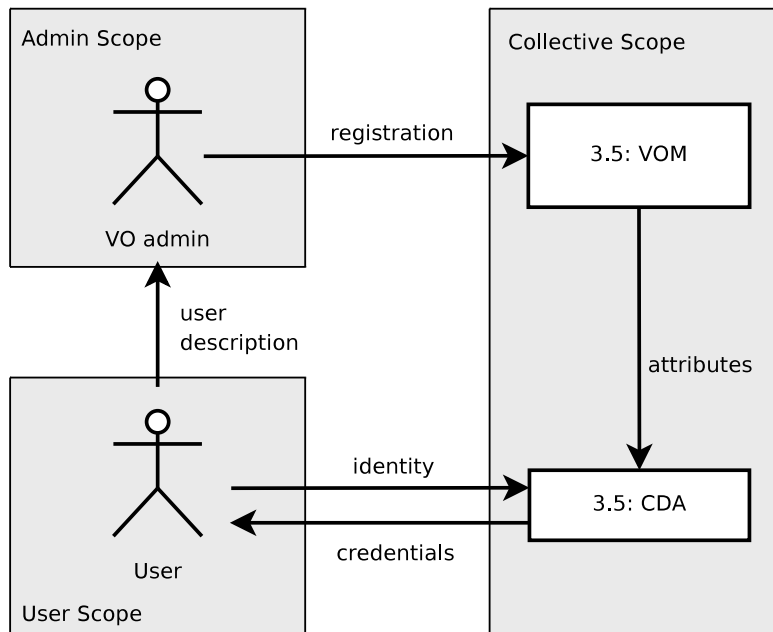 Admin Scope
Collective Scope
registration
3.5: VOM
VO admin
user
description
attributes
identity
3.5: CDA
credentials
User
User Scope